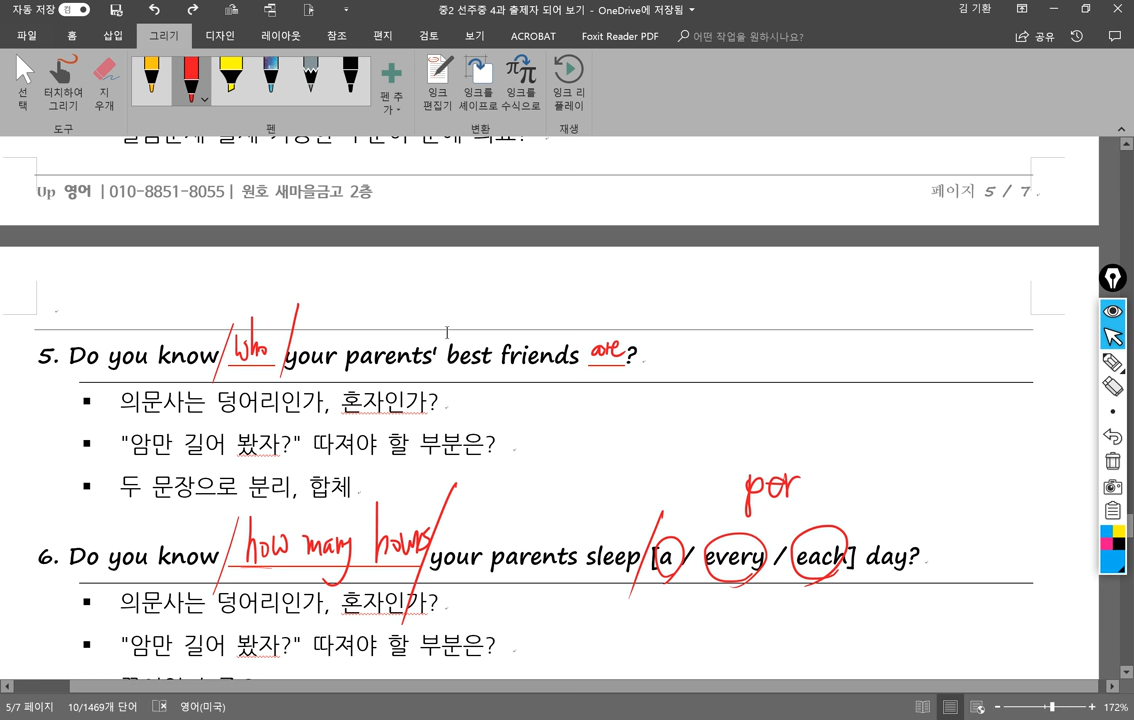 자동 저장 컴 중2 선주중 4과 출제자 되어 보기 - OneDrive에 저장됨 김 기환
파일 홈 삽입 그리기 디자인 레이아웃 참조 편지 검토 보기 ACROBAT Foxit Reader PDF 어떤 작업을 원하시나요? 공유
선택 터치하여 그리기 지우개 펜 추가 잉크 편집기 잉크를 셰이프로 잉크를 수식으로 잉크 리플레이
도구 펜 변환 재생
Up 영어 | 010-8851-8055 | 원호 새마을금고 2층 페이지 5 / 7
5. Do you know who your parents' best friends are?
▪ 의문사는 덩어리인가, 혼자인가?
▪ "암만 길어 봤자?" 따져야 할 부분은?
▪ 두 문장으로 분리, 합체
per
6. Do you know how many hours your parents sleep [a / every / each] day?
▪ 의문사는 덩어리인가, 혼자인가?
▪ "암만 길어 봤자?" 따져야 할 부분은?
5/7 페이지 10/1469개 단어 영어(미국) 172%